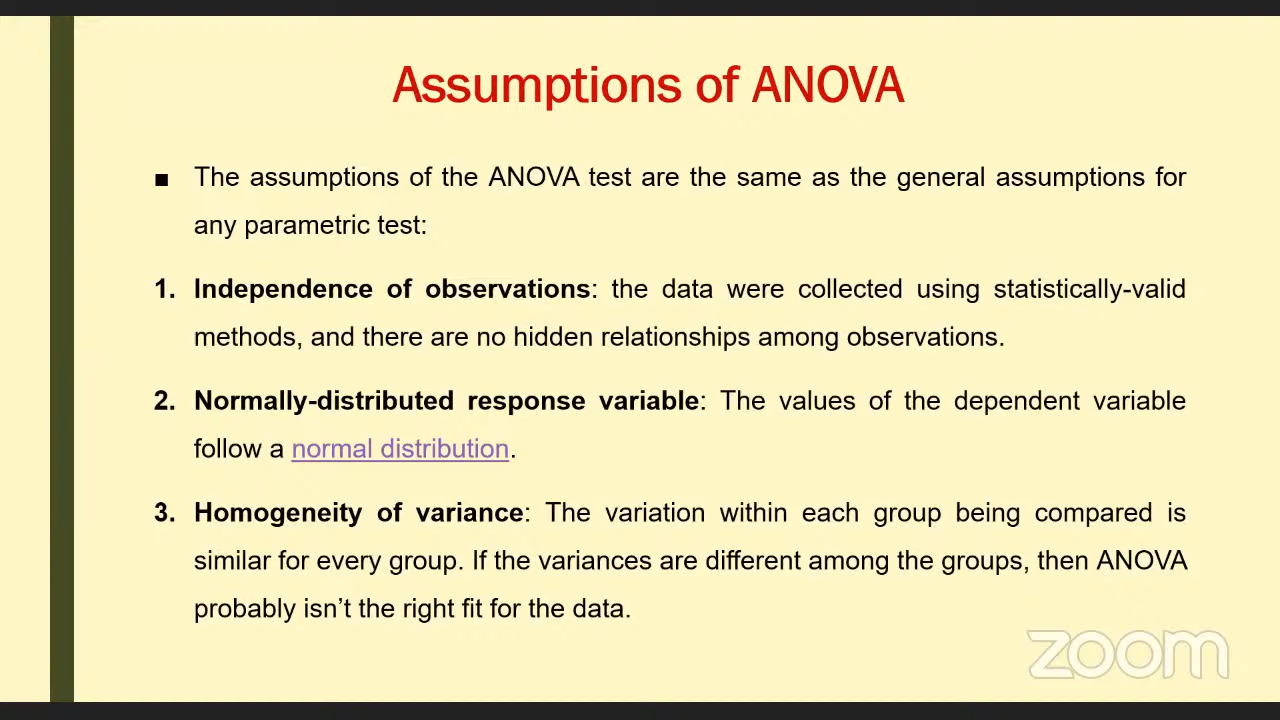 Assumptions of ANOVA
▪ The assumptions of the ANOVA test are the same as the general assumptions for
any parametric test:
1. Independence of observations: the data were collected using statistically-valid
methods, and there are no hidden relationships among observations.
2. Normally-distributed response variable: The values of the dependent variable
follow a normal distribution.
3. Homogeneity of variance: The variation within each group being compared is
similar for every group. If the variances are different among the groups, then ANOVA
probably isn’t the right fit for the data.
zoom